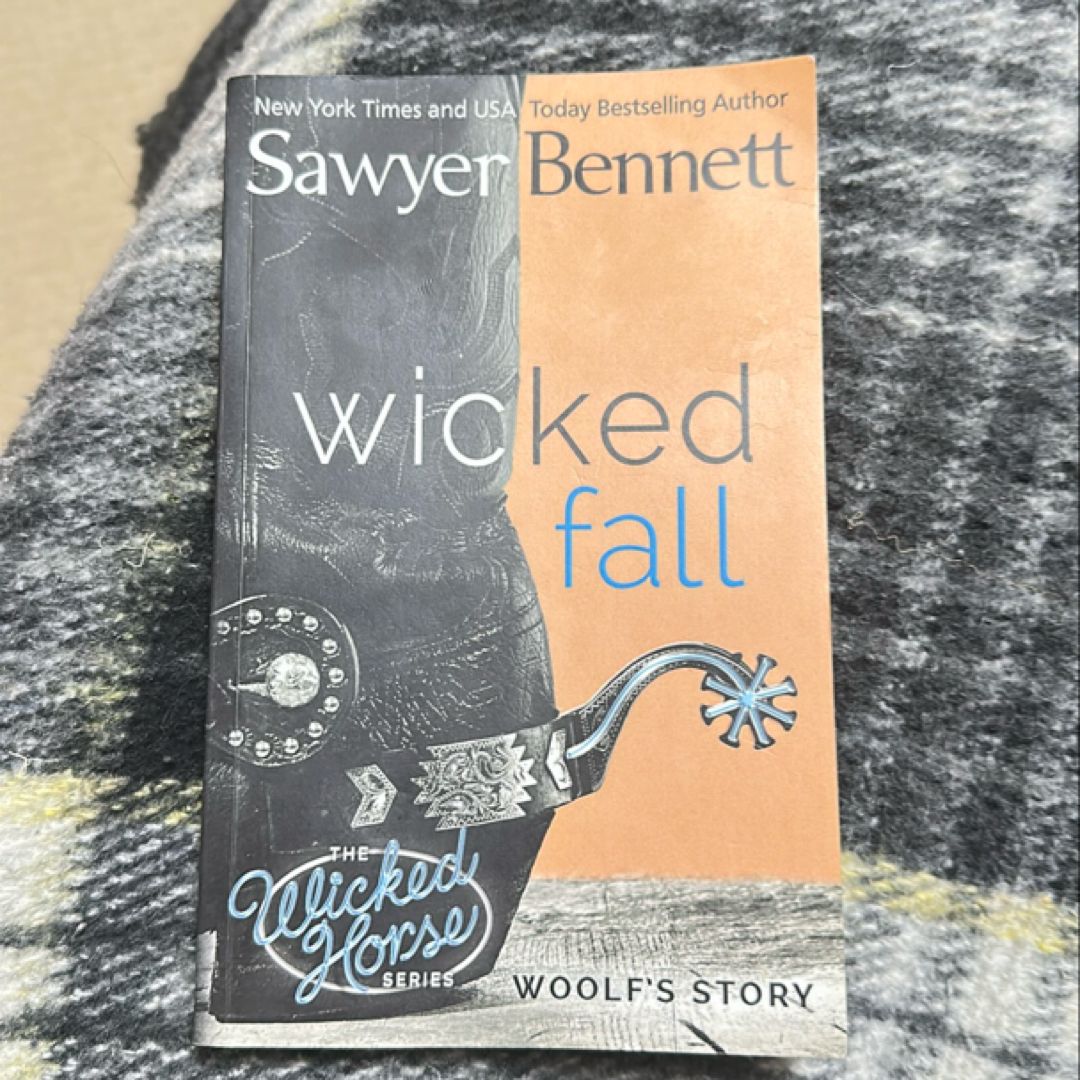 New York Times and USA Today Bestselling Author
Sawyer Bennett
wicked
fall
THE
Wicked
Horse
SERIES
WOOLF'S STORY